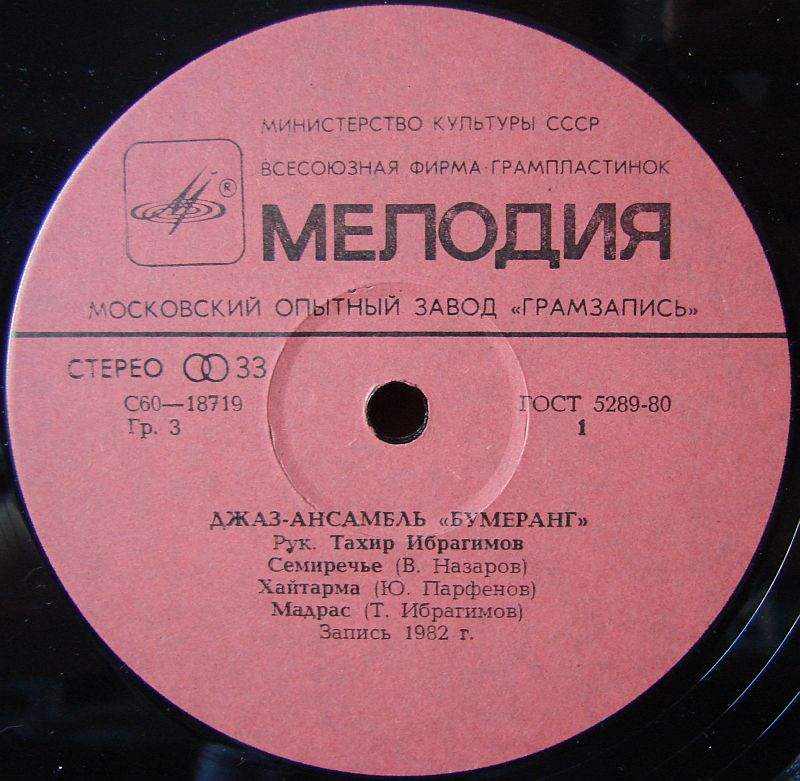 МИНИСТЕРСТВО КУЛЬТУРЫ СССР
ВСЕСОЮЗНАЯ ФИРМА ГРАМПЛАСТИНОК
®
МЕЛОДИЯ
МОСКОВСКИЙ ОПЫТНЫЙ ЗАВОД «ГРАМЗАПИСЬ»
СТЕРЕО 33
С60—18719 ГОСТ 5289-80
Гр. 3 1
ДЖАЗ-АНСАМБЛЬ «БУМЕРАНГ»
Рук. Тахир Ибрагимов
Семиречье (В. Назаров)
Хайтарма (Ю. Парфенов)
Мадрас (Т. Ибрагимов)
Запись 1982 г.